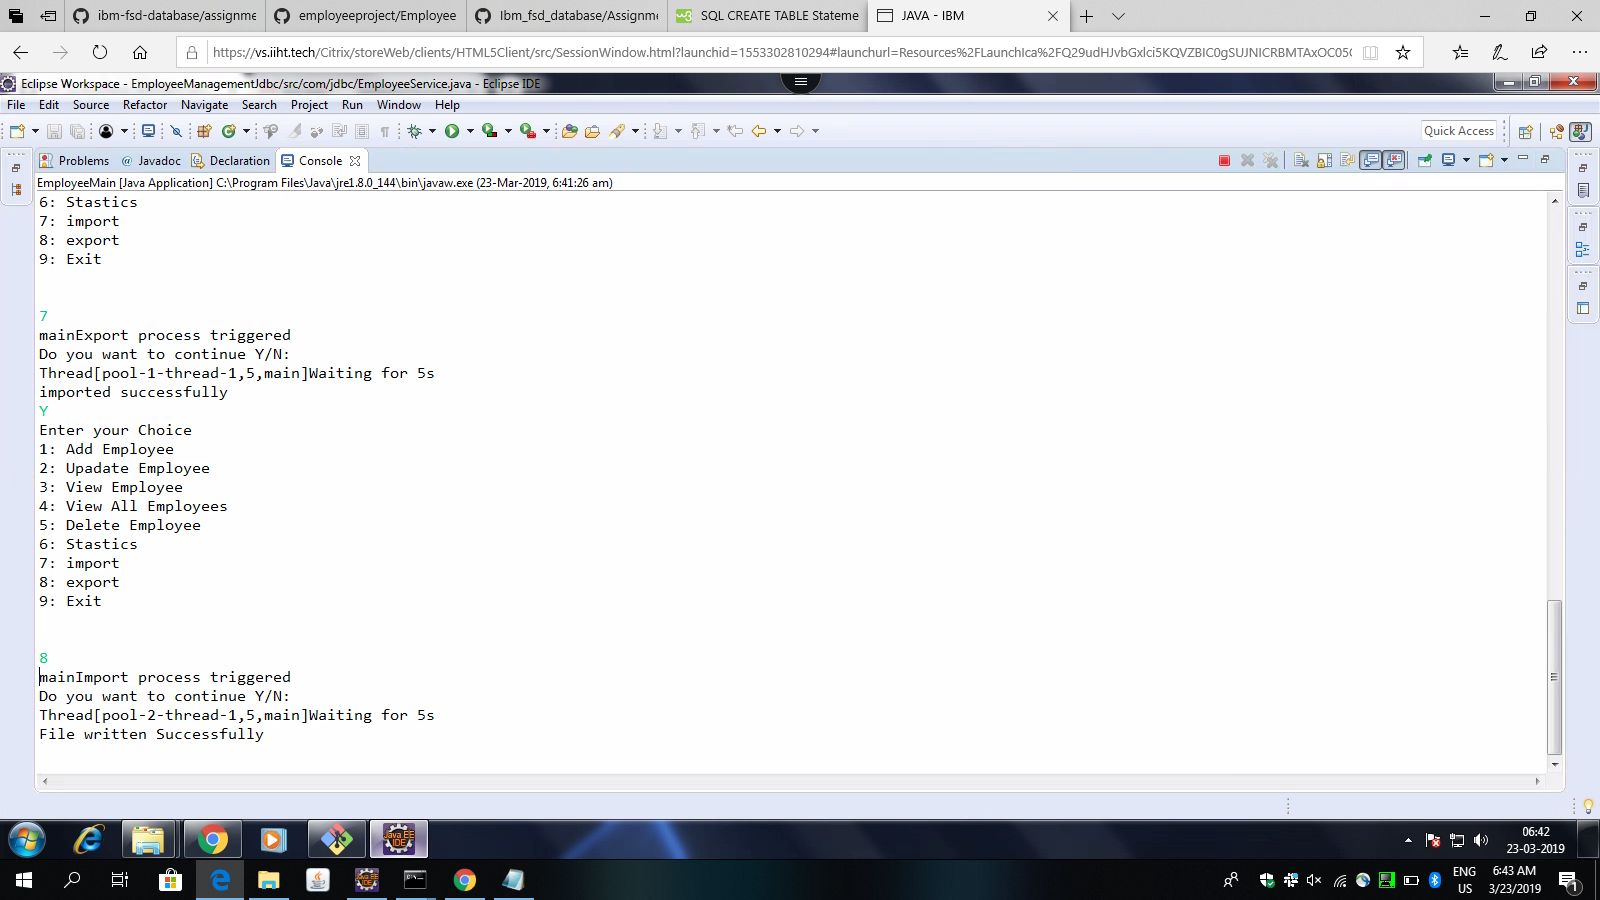 ibm-fsd-database/assignme
employeeproject/Employee
Ibm_fsd_database/Assignme
w3
SQL CREATE TABLE Stateme
JAVA - IBM
https://vs.iiht.tech/Citrix/storeWeb/clients/HTML5Client/src/SessionWindow.html?launchid=1553302810294#launchurl=Resources%2FLaunchIca%2FQ29udHJvbGxlci5KQVZBIC0gSUJNICRBMTAxOC05C
Eclipse Workspace - EmployeeManagementJdbc/src/com/jdbc/EmployeeService.java - Eclipse IDE
File Edit Source Refactor Navigate Search Project Run Window Help
Quick Access
Problems @ Javadoc Declaration Console
EmployeeMain [Java Application] C:\Program Files\Java\jre1.8.0_144\bin\javaw.exe (23-Mar-2019, 6:41:26 am)
6: Stastics
7: import
8: export
9: Exit
7
mainExport process triggered
Do you want to continue Y/N:
Thread[pool-1-thread-1,5,main]Waiting for 5s
imported successfully
Y
Enter your Choice
1: Add Employee
2: Upadate Employee
3: View Employee
4: View All Employees
5: Delete Employee
6: Stastics
7: import
8: export
9: Exit
8
mainImport process triggered
Do you want to continue Y/N:
Thread[pool-2-thread-1,5,main]Waiting for 5s
File written Successfully
Java EE
IDE
06:42
23-03-2019
ENG
US
6:43 AM
3/23/2019
1